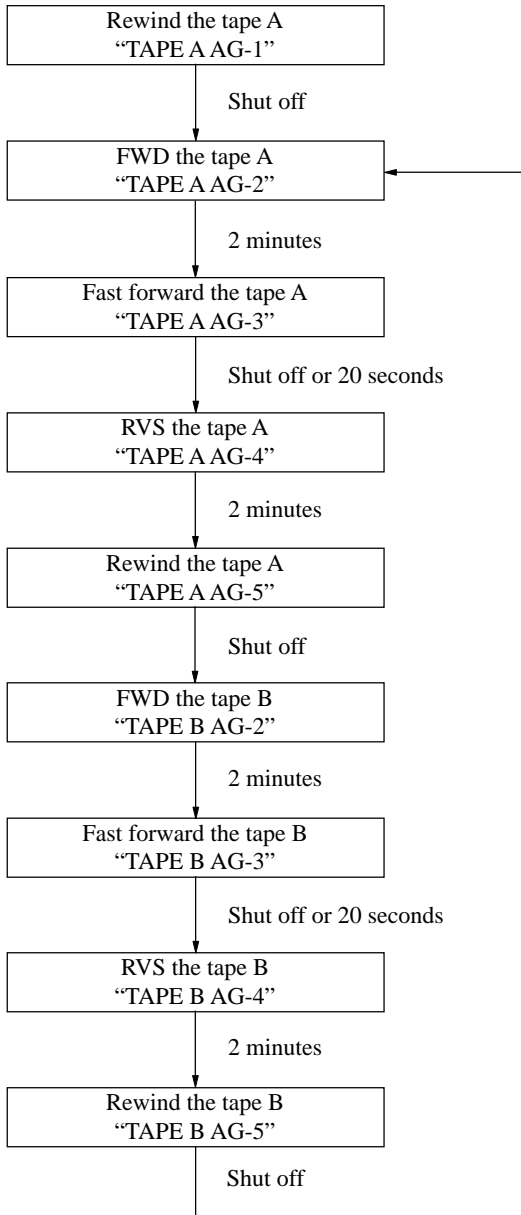 Rewind the tape A
“TAPE A AG-1”
Shut off
FWD the tape A
“TAPE A AG-2”
2 minutes
Fast forward the tape A
“TAPE A AG-3”
Shut off or 20 seconds
RVS the tape A
“TAPE A AG-4”
2 minutes
Rewind the tape A
“TAPE A AG-5”
Shut off
FWD the tape B
“TAPE B AG-2”
2 minutes
Fast forward the tape B
“TAPE B AG-3”
Shut off or 20 seconds
RVS the tape B
“TAPE B AG-4”
2 minutes
Rewind the tape B
“TAPE B AG-5”
Shut off